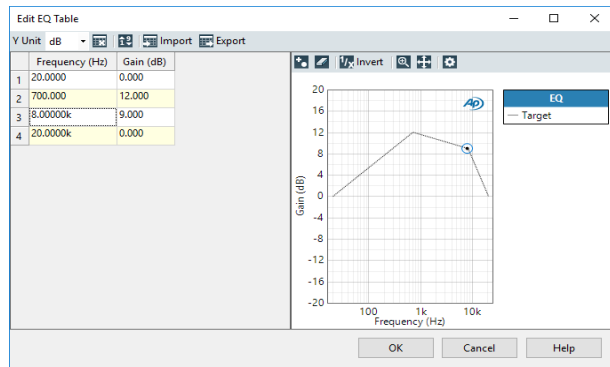 Edit EQ Table
Y Unit dB Import Export
Frequency (Hz) Gain (dB)
1 20.0000 0.000
2 700.000 12.000
3 8.00000k 9.000
4 20.0000k 0.000
1/x Invert
20
16
12
8
4
0
-4
-8
-12
-16
-20
Gain (dB)
100 1k 10k
Frequency (Hz)
AP
EQ
Target
OK Cancel Help